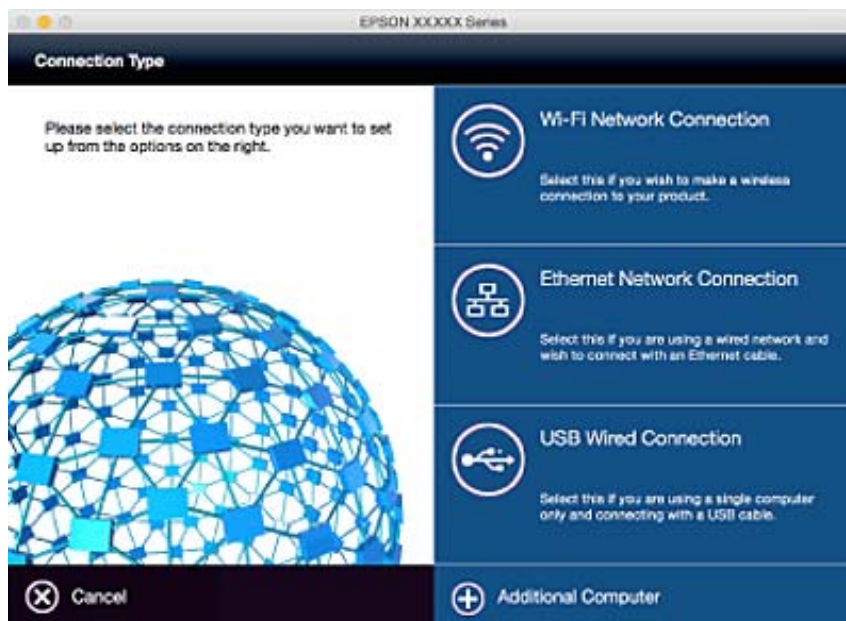 EPSON XXXXX Series
Connection Type
Please select the connection type you want to set
up from the options on the right.
Wi-Fi Network Connection
Select this if you wish to make a wireless
connection to your product.
Ethernet Network Connection
Select this if you are using a wired network and
wish to connect with an Ethernet cable.
USB Wired Connection
Select this if you are using a single computer
only and connecting with a USB cable.
Cancel
Additional Computer